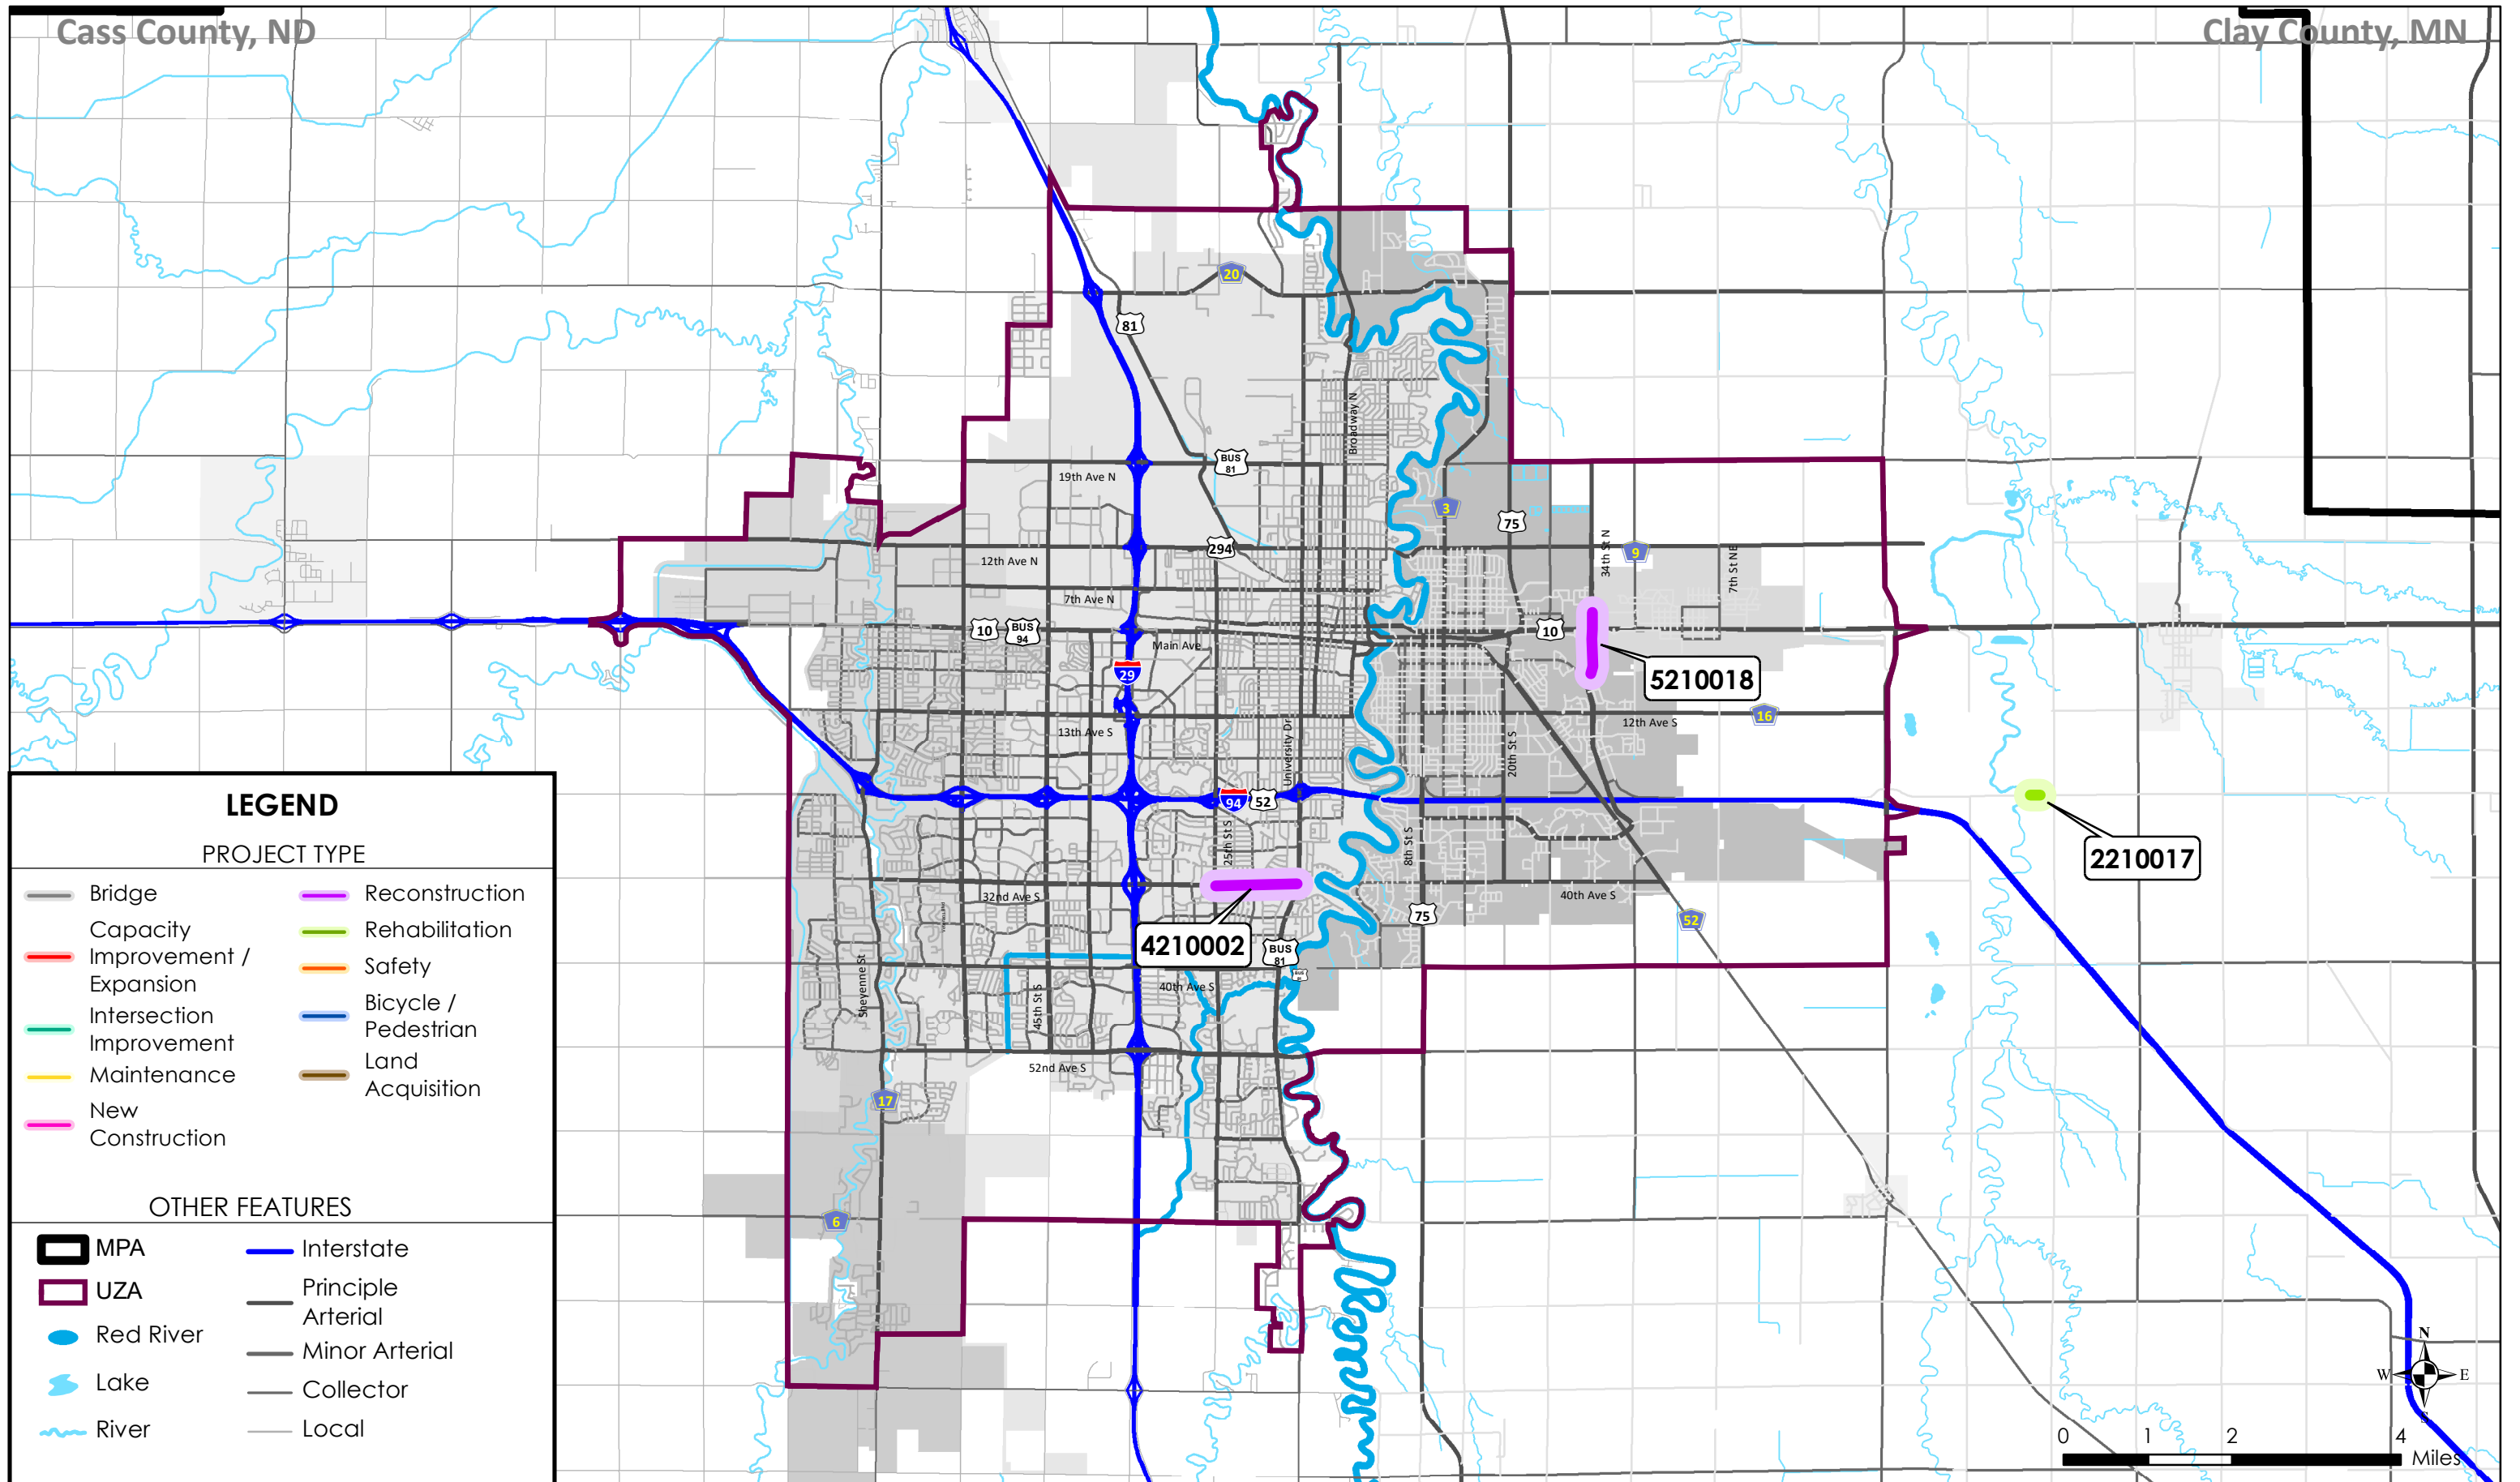 Cass County, ND
Clay County, MN
20
81
Broadway N
BUS
81
19th Ave N
3
75
294
34th St N
9
7th St NE
12th Ave N
7th Ave N
10
BUS
94
Main Ave
10
29
5210018
16
12th Ave S
13th Ave S
University Dr
20th St S
94
52
25th St S
8th St S
2210017
32nd Ave S
40th Ave S
4210002
BUS
81
75
52
Sheyenne St
45th St S
40th Ave S
52nd Ave S
17
6
LEGEND
PROJECT TYPE
Bridge
Capacity
Improvement /
Expansion
Intersection
Improvement
Maintenance
New
Construction
Reconstruction
Rehabilitation
Safety
Bicycle /
Pedestrian
Land
Acquisition
OTHER FEATURES
MPA
UZA
Red River
Lake
River
Interstate
Principle
Arterial
Minor Arterial
Collector
Local
N
W
E
S
0 1 2 4
Miles